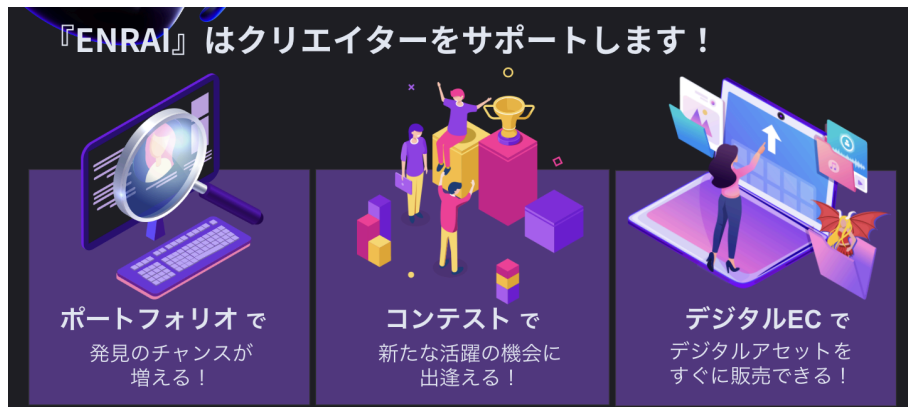 『ENRAI』はクリエイターをサポートします！
ポートフォリオ で
発見のチャンスが
増える！
コンテスト で
新たな活躍の機会に
出逢える！
デジタルEC で
デジタルアセットを
すぐに販売できる！